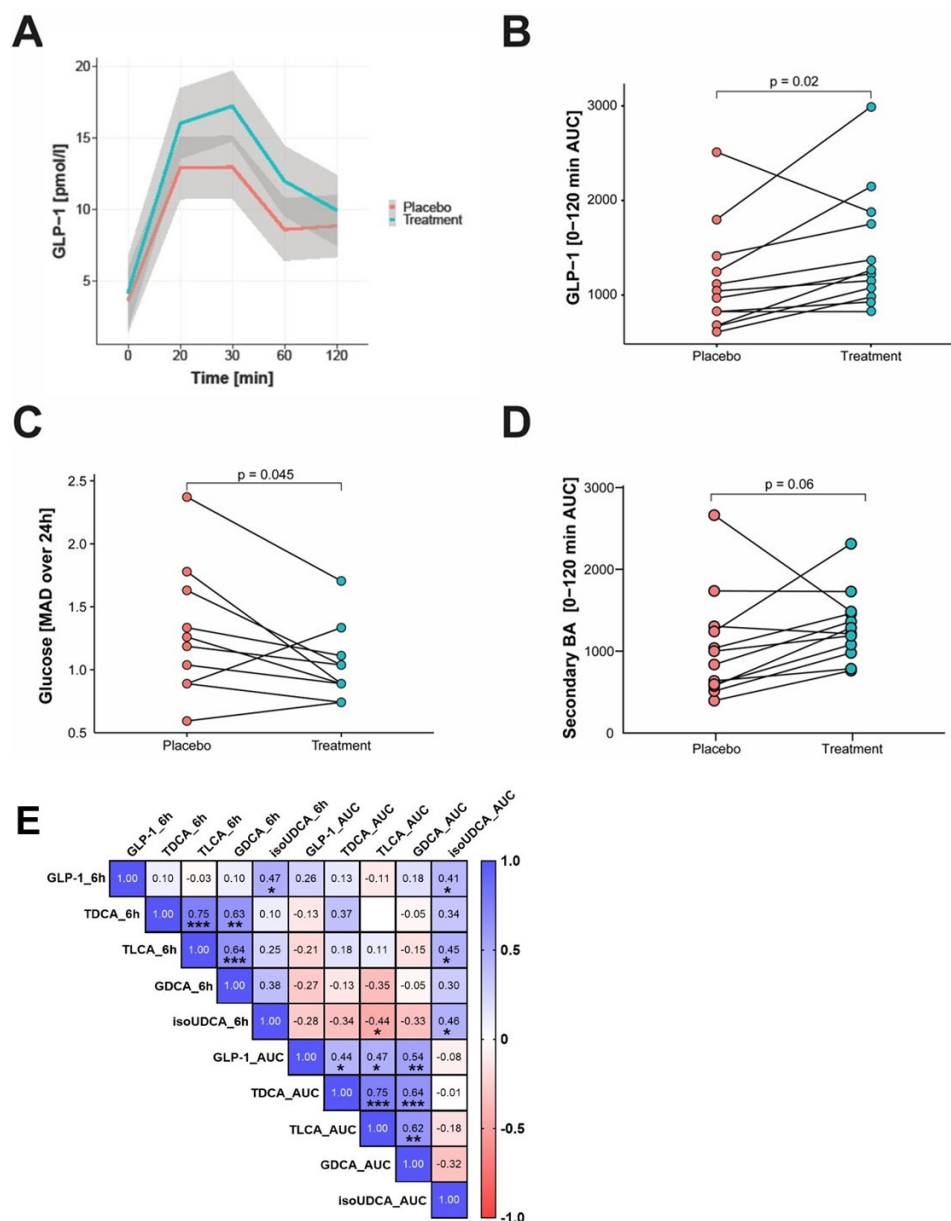 A
20
15
10
5
GLP-1 [pmol/l]
0 20 30 60 120
Time [min]
Placebo
Treatment
B
p = 0.02
3000
2000
1000
GLP-1 [0-120 min AUC]
Placebo Treatment
C
p = 0.045
2.5
2.0
1.5
1.0
0.5
Glucose [MAD over 24h]
Placebo Treatment
D
p = 0.06
3000
2000
1000
0
Secondary BA [0-120 min AUC]
Placebo Treatment
E
GLP-1_6h TDCA_6h TLCA_6h GDCA_6h isoUDCA_6h GLP-1_AUC TDCA_AUC TLCA_AUC GDCA_AUC isoUDCA_AUC
GLP-1_6h 1.00 0.10 -0.03 0.10 0.47 0.26 0.13 -0.11 0.18 0.41
* *
TDCA_6h 1.00 0.75 0.63 0.10 -0.13 0.37 -0.05 0.34
*** **
TLCA_6h 1.00 0.64 0.25 -0.21 0.18 0.11 -0.15 0.45
*** *
GDCA_6h 1.00 0.38 -0.27 -0.13 -0.35 -0.05 0.30
isoUDCA_6h 1.00 -0.28 -0.34 -0.44 -0.33 0.46
* *
GLP-1_AUC 1.00 0.44 0.47 0.54 -0.08
* * **
TDCA_AUC 1.00 0.75 0.64 -0.01
*** ***
TLCA_AUC 1.00 0.62 -0.18
**
GDCA_AUC 1.00 -0.32
isoUDCA_AUC 1.00
1.0
0.5
0
-0.5
-1.0